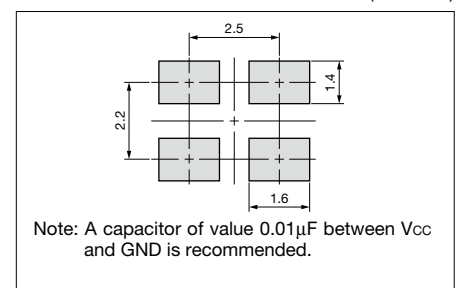 2.5
1.4
2.2
1.6
Note: A capacitor of value 0.01μF between Vcc
and GND is recommended.